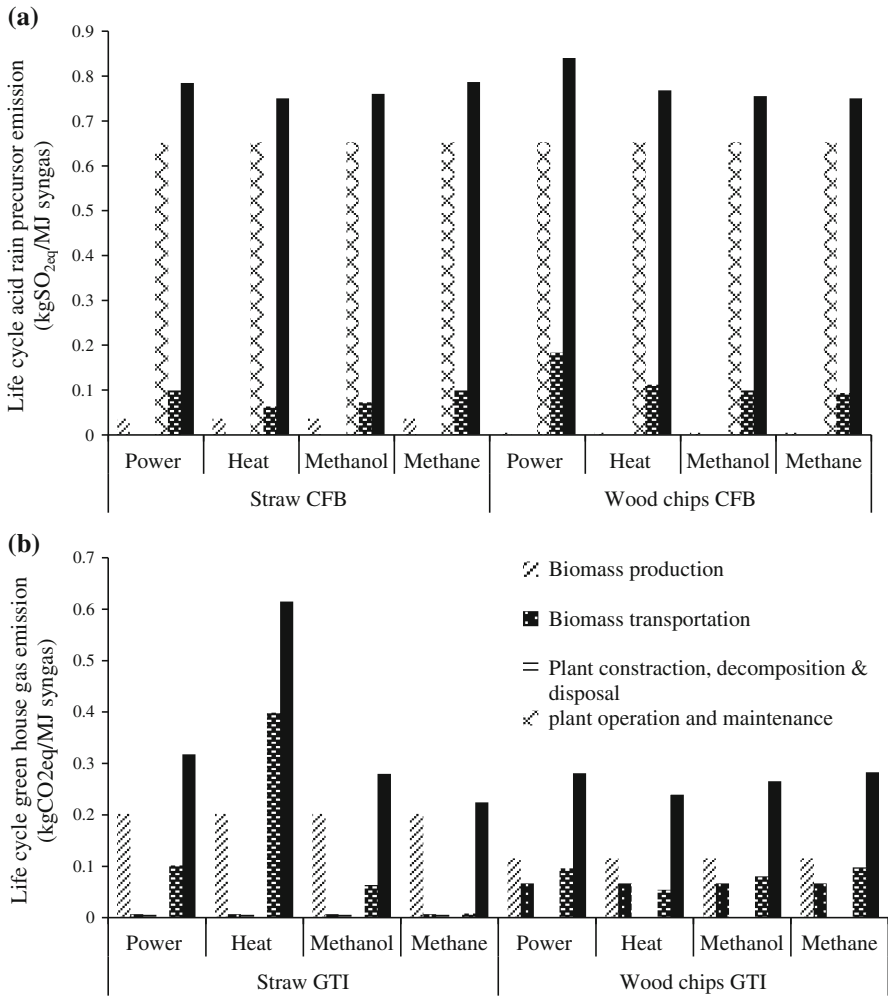 (a)
Life cycle acid rain precursor emission
(kgSO2eq/MJ syngas)
0.9
0.8
0.7
0.6
0.5
0.4
0.3
0.2
0.1
0
Power Heat Methanol Methane Power Heat Methanol Methane
Straw CFB Wood chips CFB
(b)
Life cycle green house gas emission
(kgCO2eq/MJ syngas)
0.7
0.6
0.5
0.4
0.3
0.2
0.1
0
Biomass production
Biomass transportation
Plant constraction, decomposition &
disposal
plant operation and maintenance
Power Heat Methanol Methane Power Heat Methanol Methane
Straw GTI Wood chips GTI